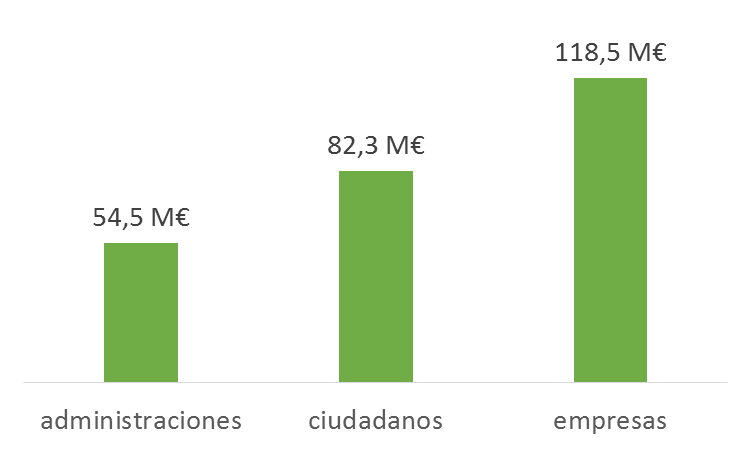 118,5 M€
82,3 M€
54,5 M€
administraciones ciudadanos empresas